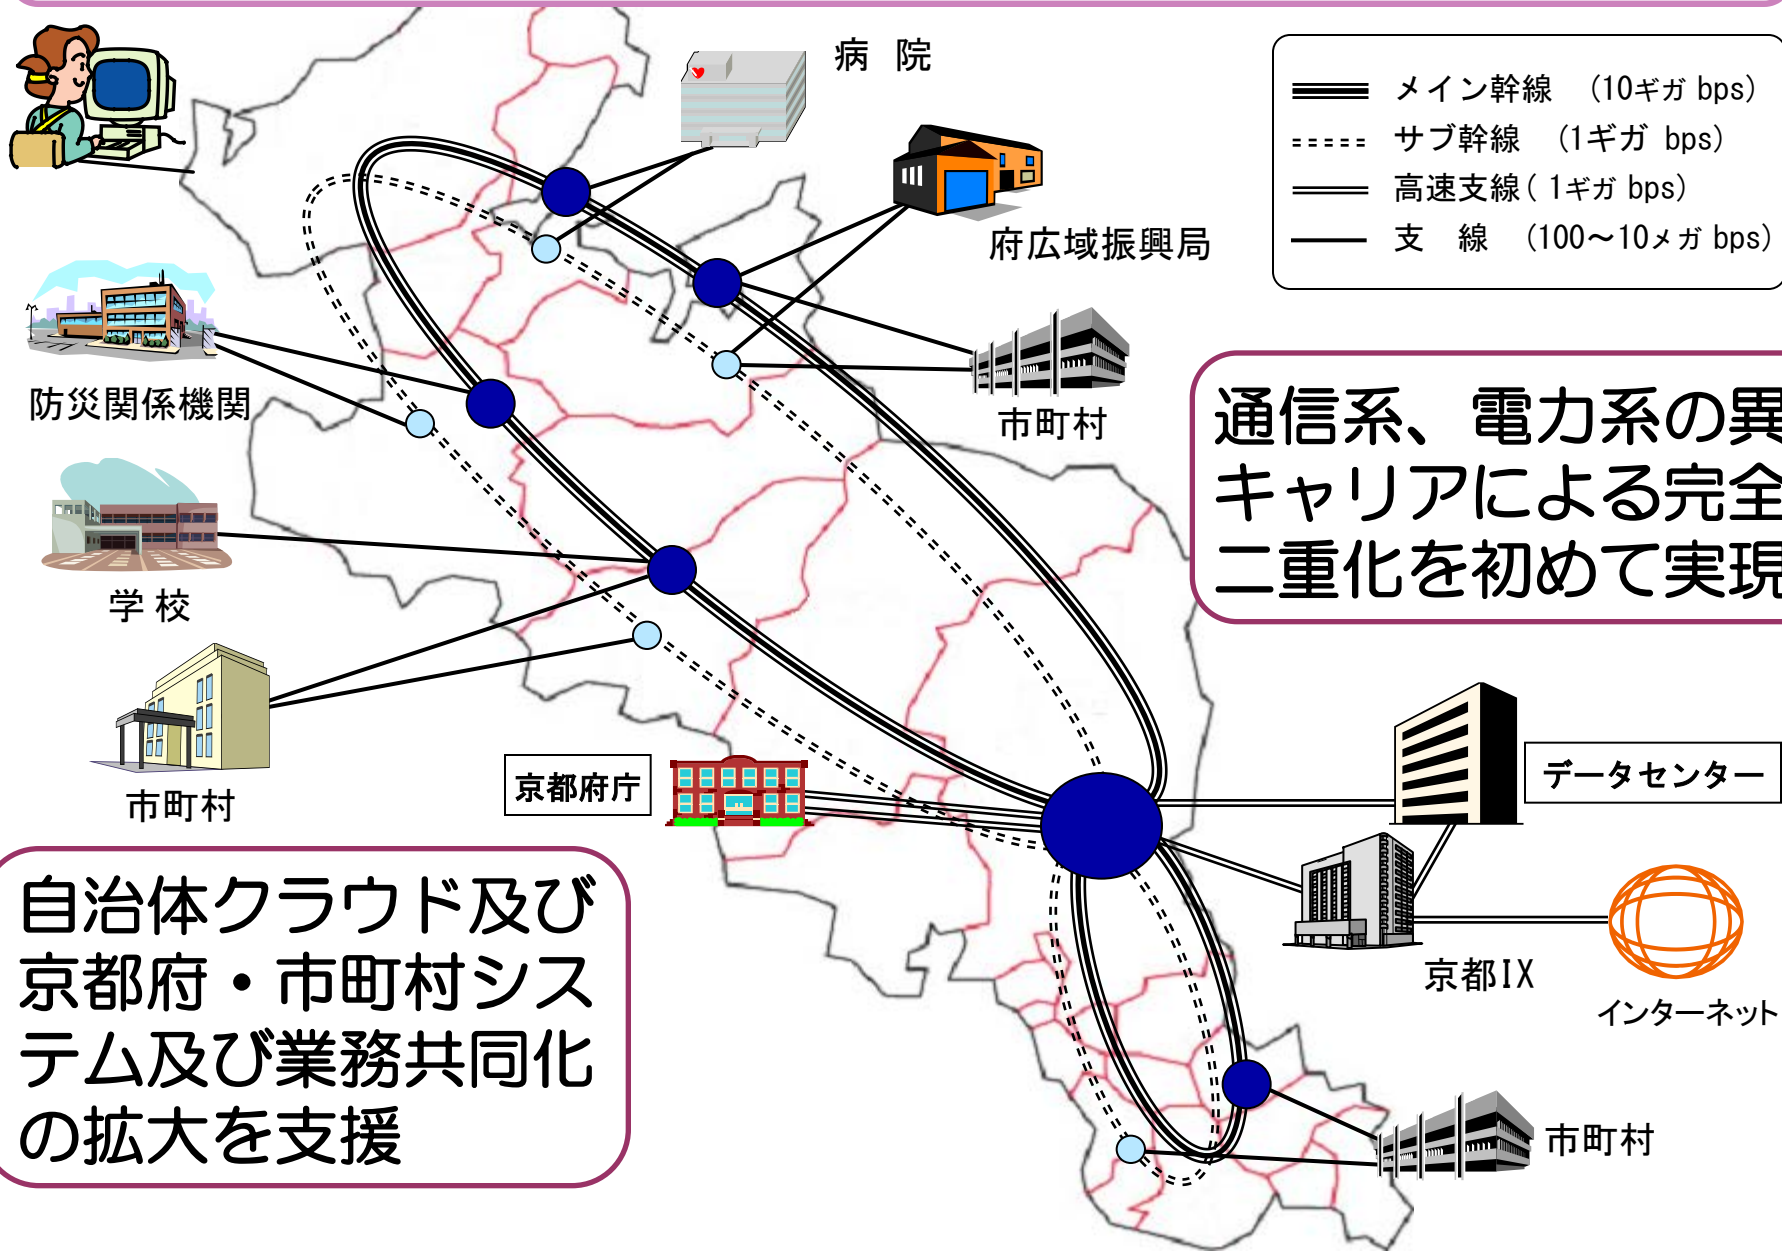 病 院
メイン幹線 （10ギガ bps）
サブ幹線 （1ギガ bps）
高速支線（ 1ギガ bps）
支 線 （100～10メガ bps）
府広域振興局
防災関係機関
市町村
通信系、電力系の異
キャリアによる完全
二重化を初めて実現
学 校
市町村
京都府庁
データセンター
自治体クラウド及び
京都府・市町村シス
テム及び業務共同化
の拡大を支援
京都IX
インターネット
市町村